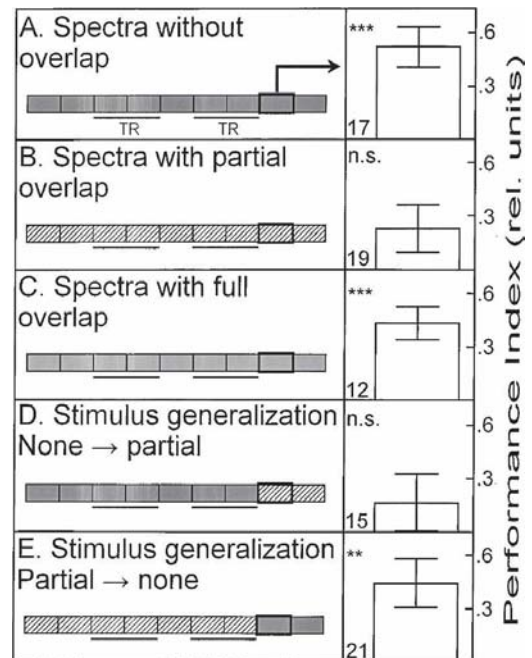 A. Spectra without
overlap
TR
TR
***
17
.6
.3
B. Spectra with partial
overlap
n.s.
19
.6
.3
C. Spectra with full
overlap
***
12
.6
.3
D. Stimulus generalization
None → partial
n.s.
15
.6
.3
E. Stimulus generalization
Partial → none
**
21
.6
.3
Performance Index (rel. units)